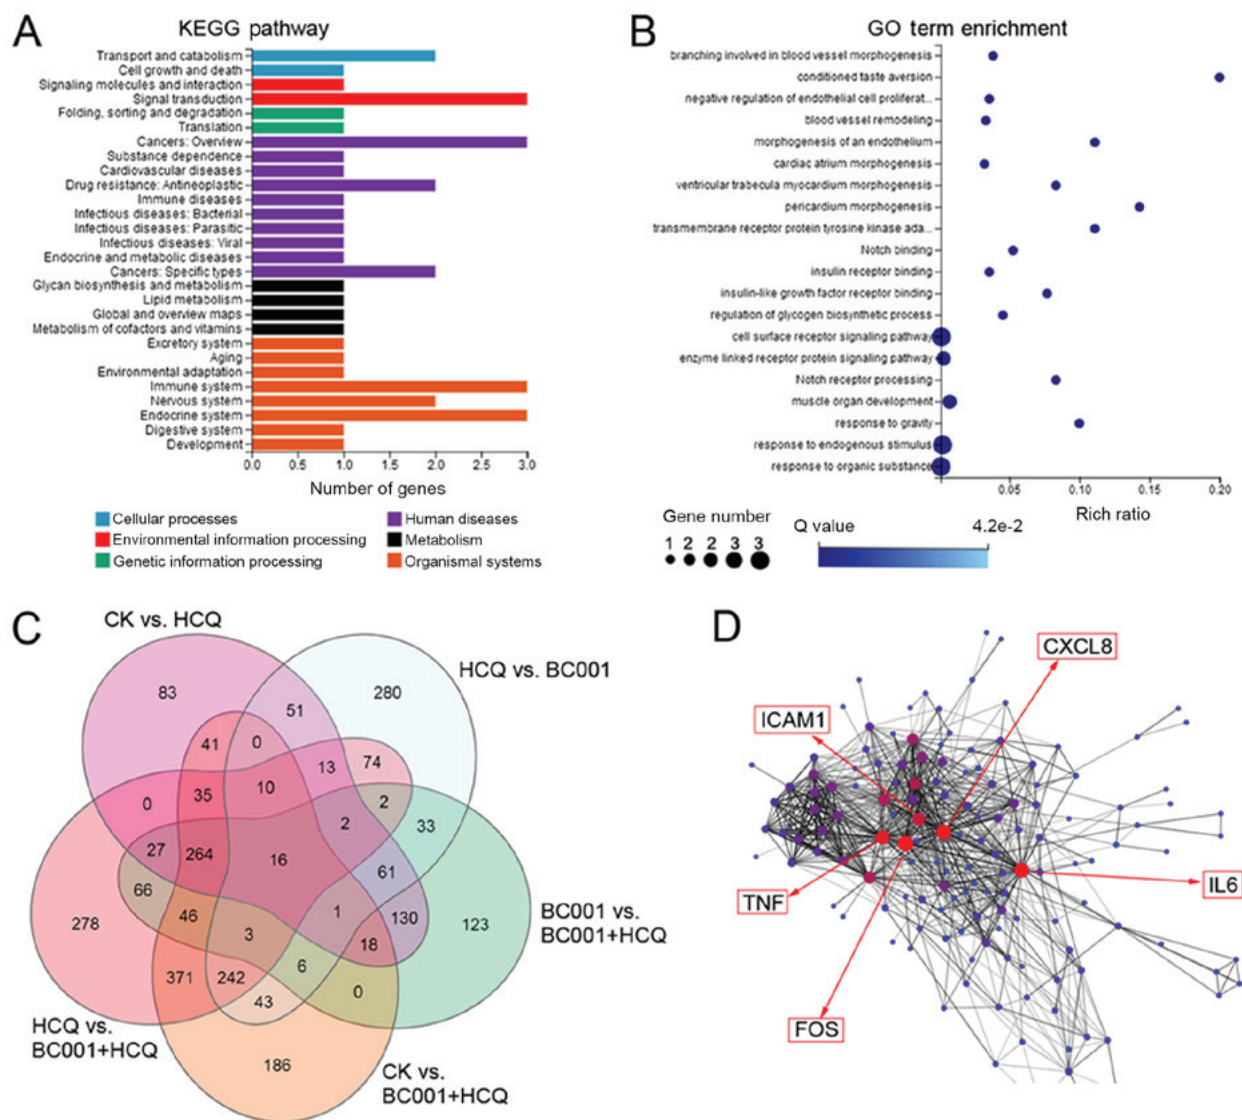 A
KEGG pathway
Transport and catabolism
Cell growth and death
Signaling molecules and interaction
Signal transduction
Folding, sorting and degradation
Translation
Cancers: Overview
Substance dependence
Cardiovascular diseases
Drug resistance: Antineoplastic
Immune diseases
Infectious diseases: Bacterial
Infectious diseases: Parasitic
Infectious diseases: Viral
Endocrine and metabolic diseases
Cancers: Specific types
Glycan biosynthesis and metabolism
Lipid metabolism
Global and overview maps
Metabolism of cofactors and vitamins
Excretory system
Aging
Environmental adaptation
Immune system
Nervous system
Endocrine system
Digestive system
Development
0.0 0.5 1.0 1.5 2.0 2.5 3.0
Number of genes
Cellular processes
Environmental information processing
Genetic information processing
Human diseases
Metabolism
Organismal systems
B
GO term enrichment
branching involved in blood vessel morphogenesis
conditioned taste aversion
negative regulation of endothelial cell proliferat...
blood vessel remodeling
morphogenesis of an endothelium
cardiac atrium morphogenesis
ventricular trabecula myocardium morphogenesis
pericardium morphogenesis
transmembrane receptor protein tyrosine kinase ada...
Notch binding
insulin receptor binding
insulin-like growth factor receptor binding
regulation of glycogen biosynthetic process
cell surface receptor signaling pathway
enzyme linked receptor protein signaling pathway
Notch receptor processing
muscle organ development
response to gravity
response to endogenous stimulus
response to organic substance
0.05 0.10 0.15 0.20
Rich ratio
Gene number
1 2 2 3 3
Q value
4.2e-2
C
CK vs. HCQ
HCQ vs. BC001
BC001 vs.
BC001+HCQ
CK vs.
BC001+HCQ
HCQ vs.
BC001+HCQ
83
280
51
41
0
13
74
35
10
2
0
2
33
27
264
16
61
66
46
1
130
278
3
18
123
371
242
6
0
43
186
D
CXCL8
ICAM1
TNF
IL6
FOS